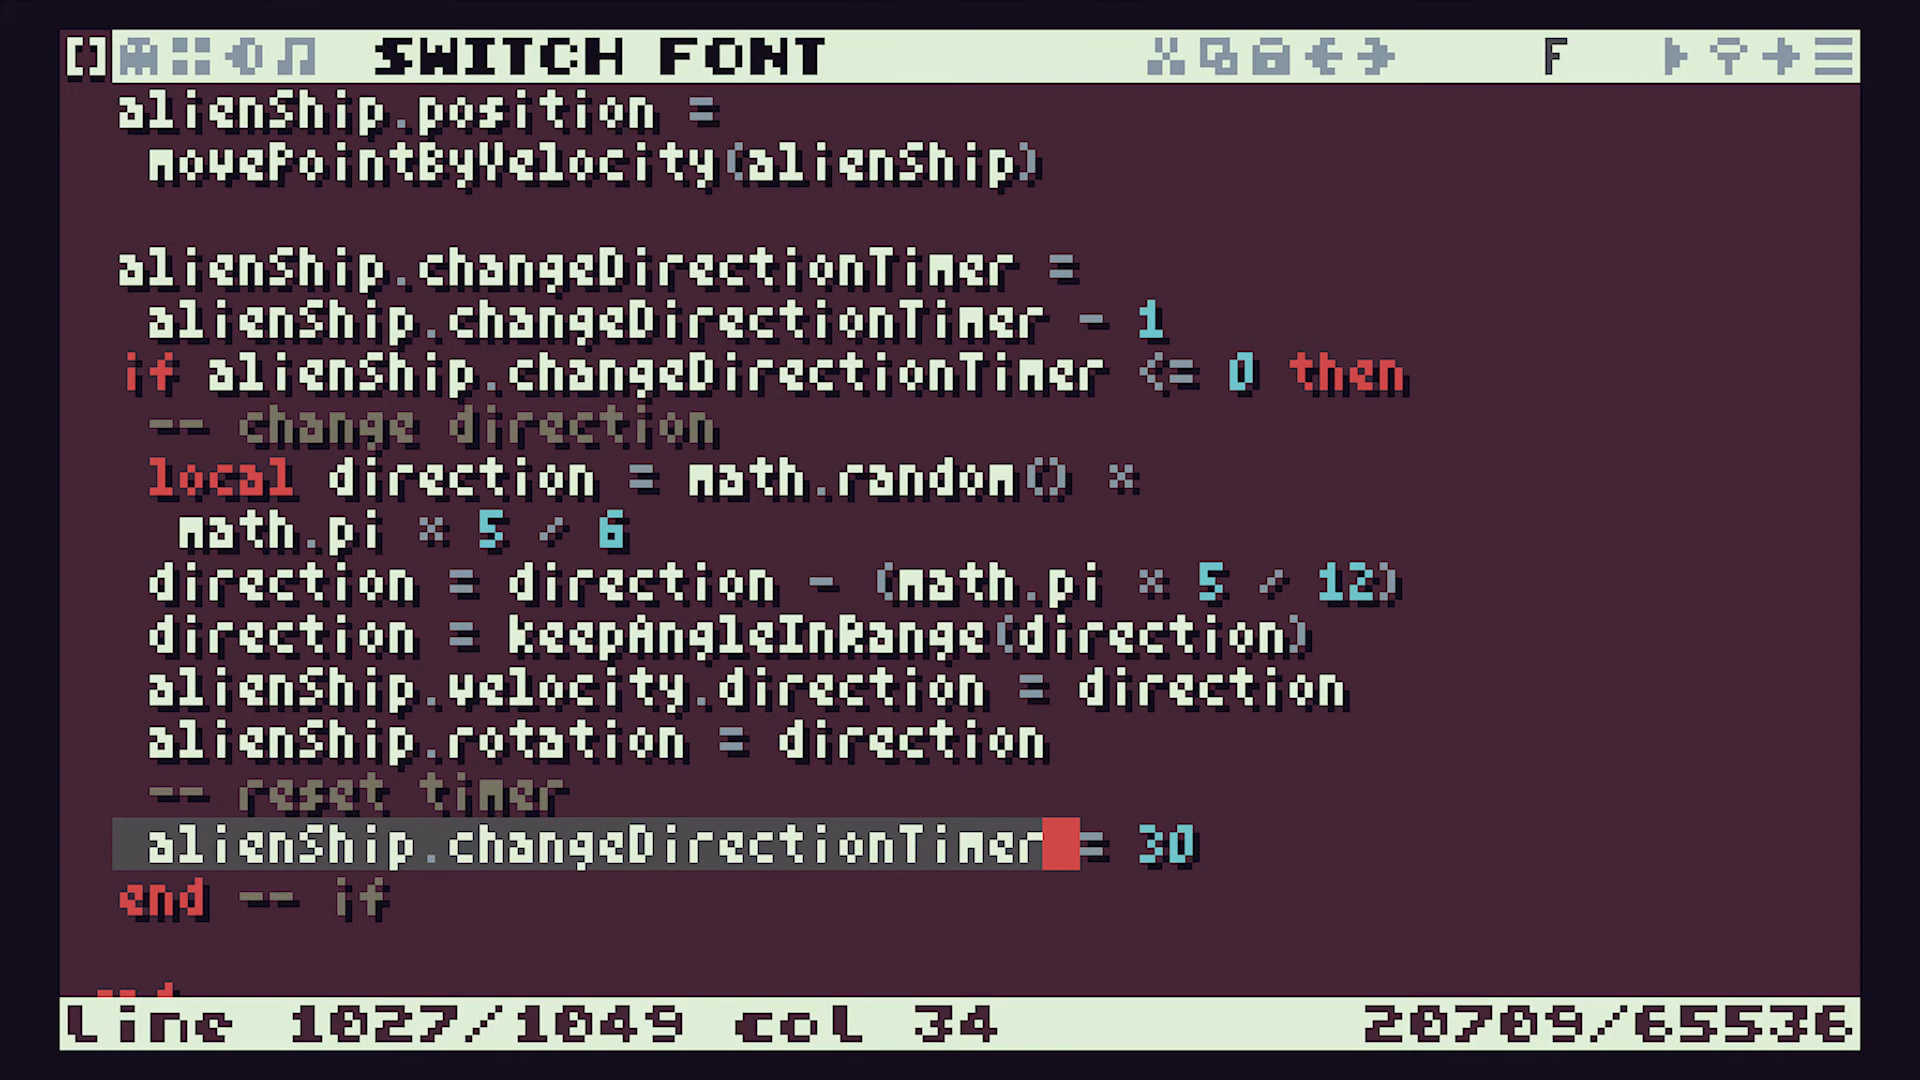 SWITCH FONT F
alienShip.position =
movePointByVelocity(alienShip)
alienShip.changeDirectionTimer =
alienShip.changeDirectionTimer - 1
if alienShip.changeDirectionTimer <= 0 then
-- change direction
local direction = math.random() *
math.pi * 5 / 6
direction = direction - (math.pi * 5 / 12)
direction = keepAngleInRange(direction)
alienShip.velocity.direction = direction
alienShip.rotation = direction
-- reset timer
alienShip.changeDirectionTimer = 30
end -- if
line 1027/1049 col 34 20709/65536